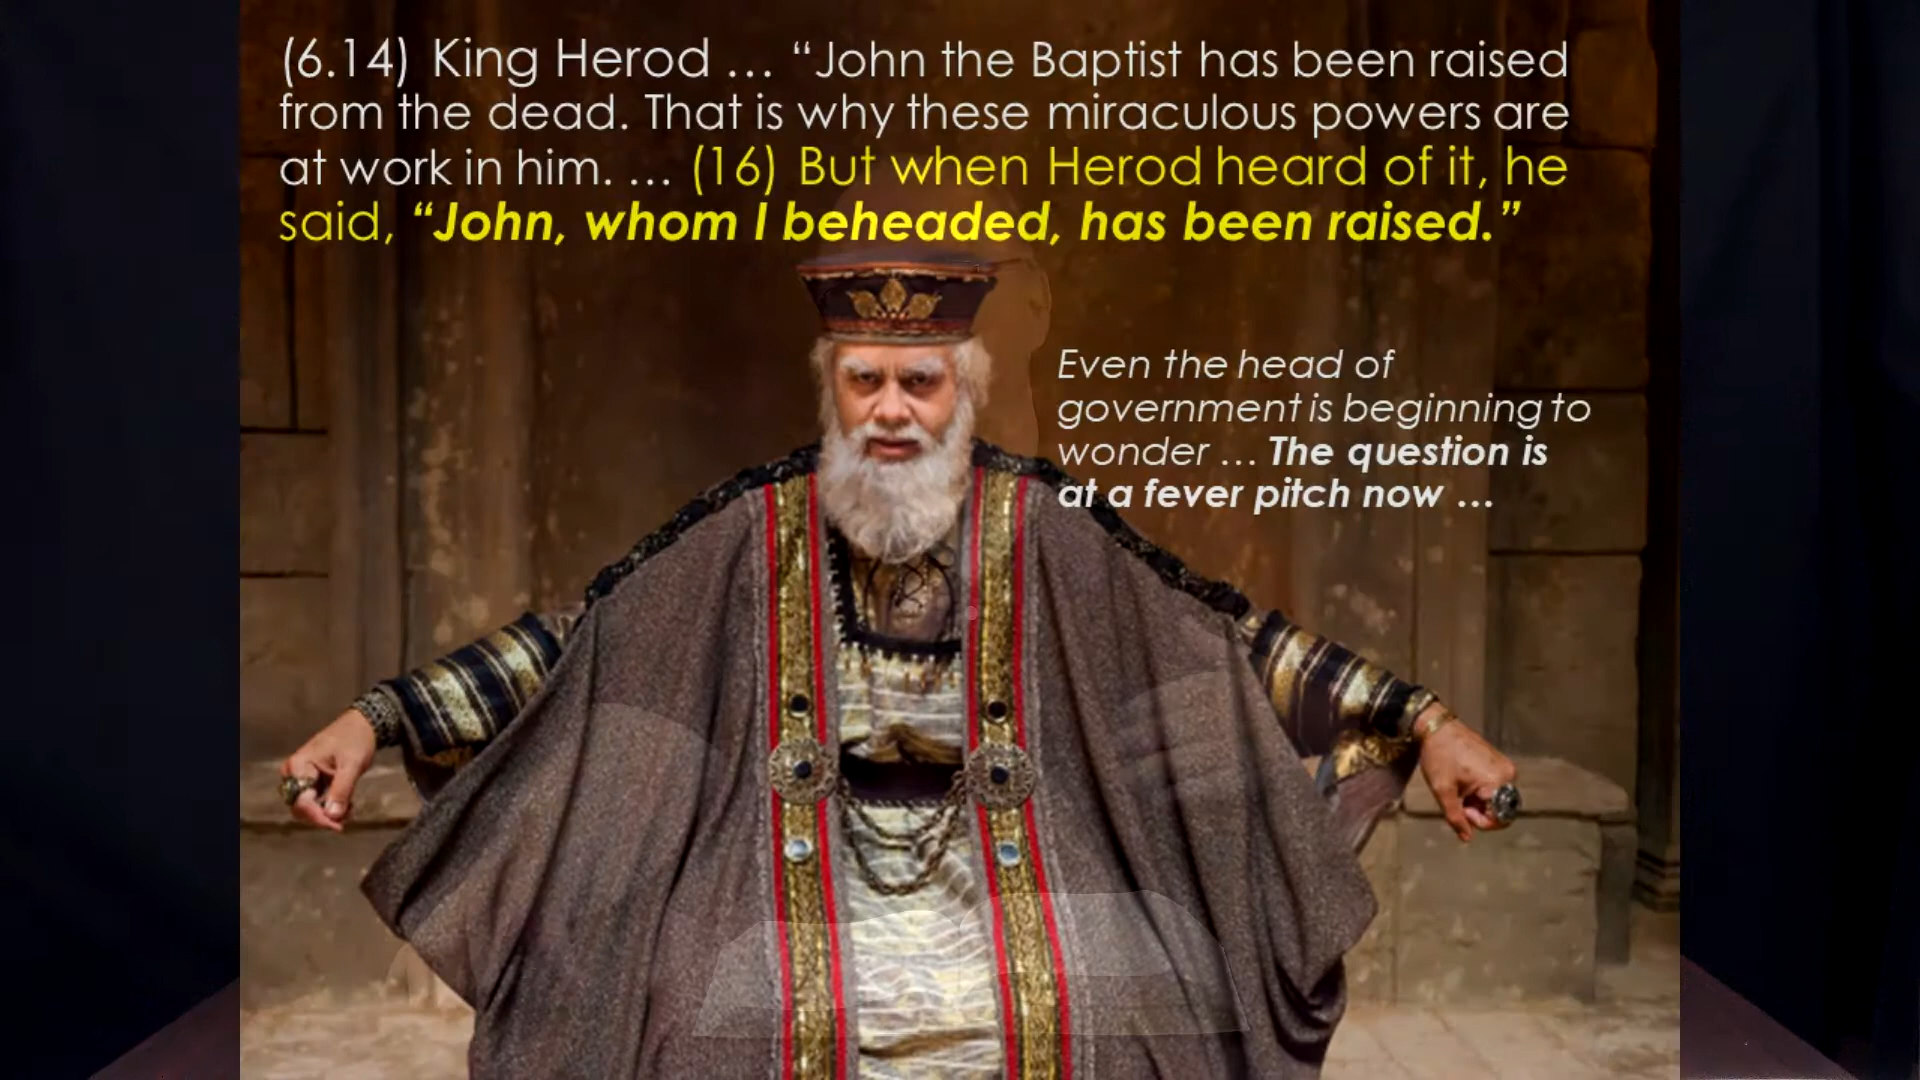 (6.14) King Herod … “John the Baptist has been raised
from the dead. That is why these miraculous powers are
at work in him. … (16) But when Herod heard of it, he
said, “John, whom I beheaded, has been raised.”
Even the head of
government is beginning to
wonder … The question is
at a fever pitch now …